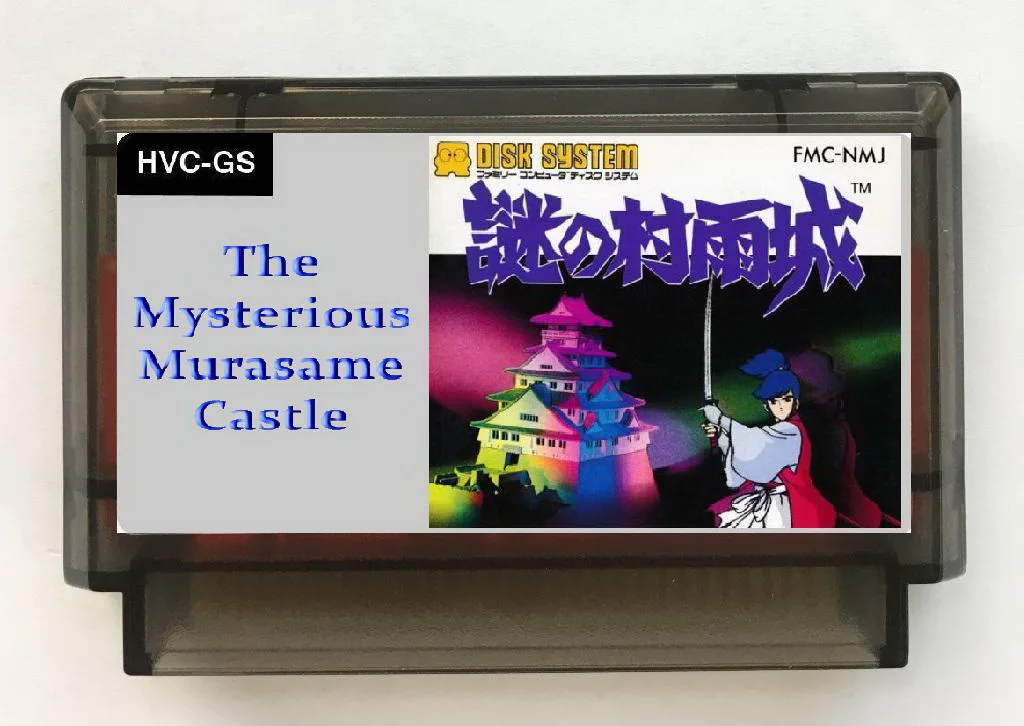 HVC-GS
The
Mysterious
Murasame
Castle
DISK SYSTEM
ファミリー コンピュータ ディスク システム
FMC-NMJ
TM
謎の村雨城